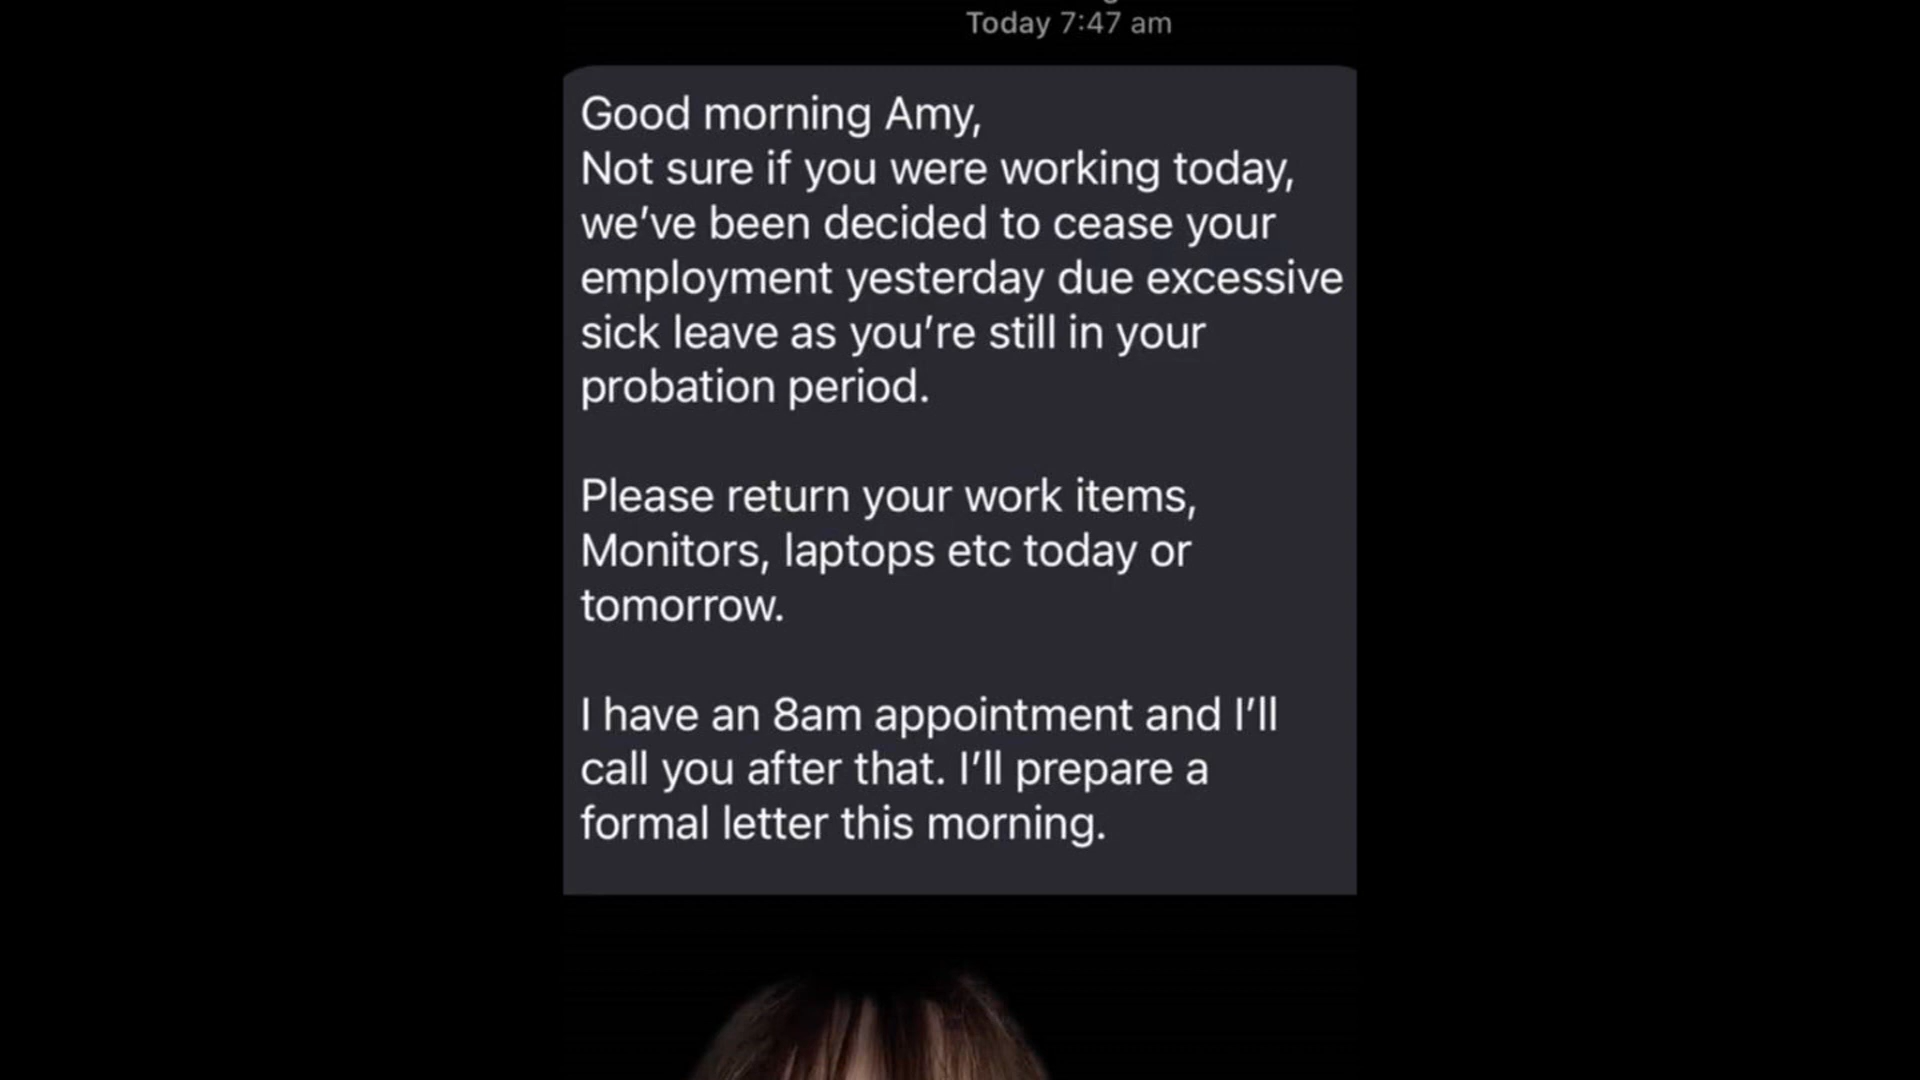 Today 7:47 am
Good morning Amy,
Not sure if you were working today,
we've been decided to cease your
employment yesterday due excessive
sick leave as you're still in your
probation period.
Please return your work items,
Monitors, laptops etc today or
tomorrow.
I have an 8am appointment and I'll
call you after that. I'll prepare a
formal letter this morning.